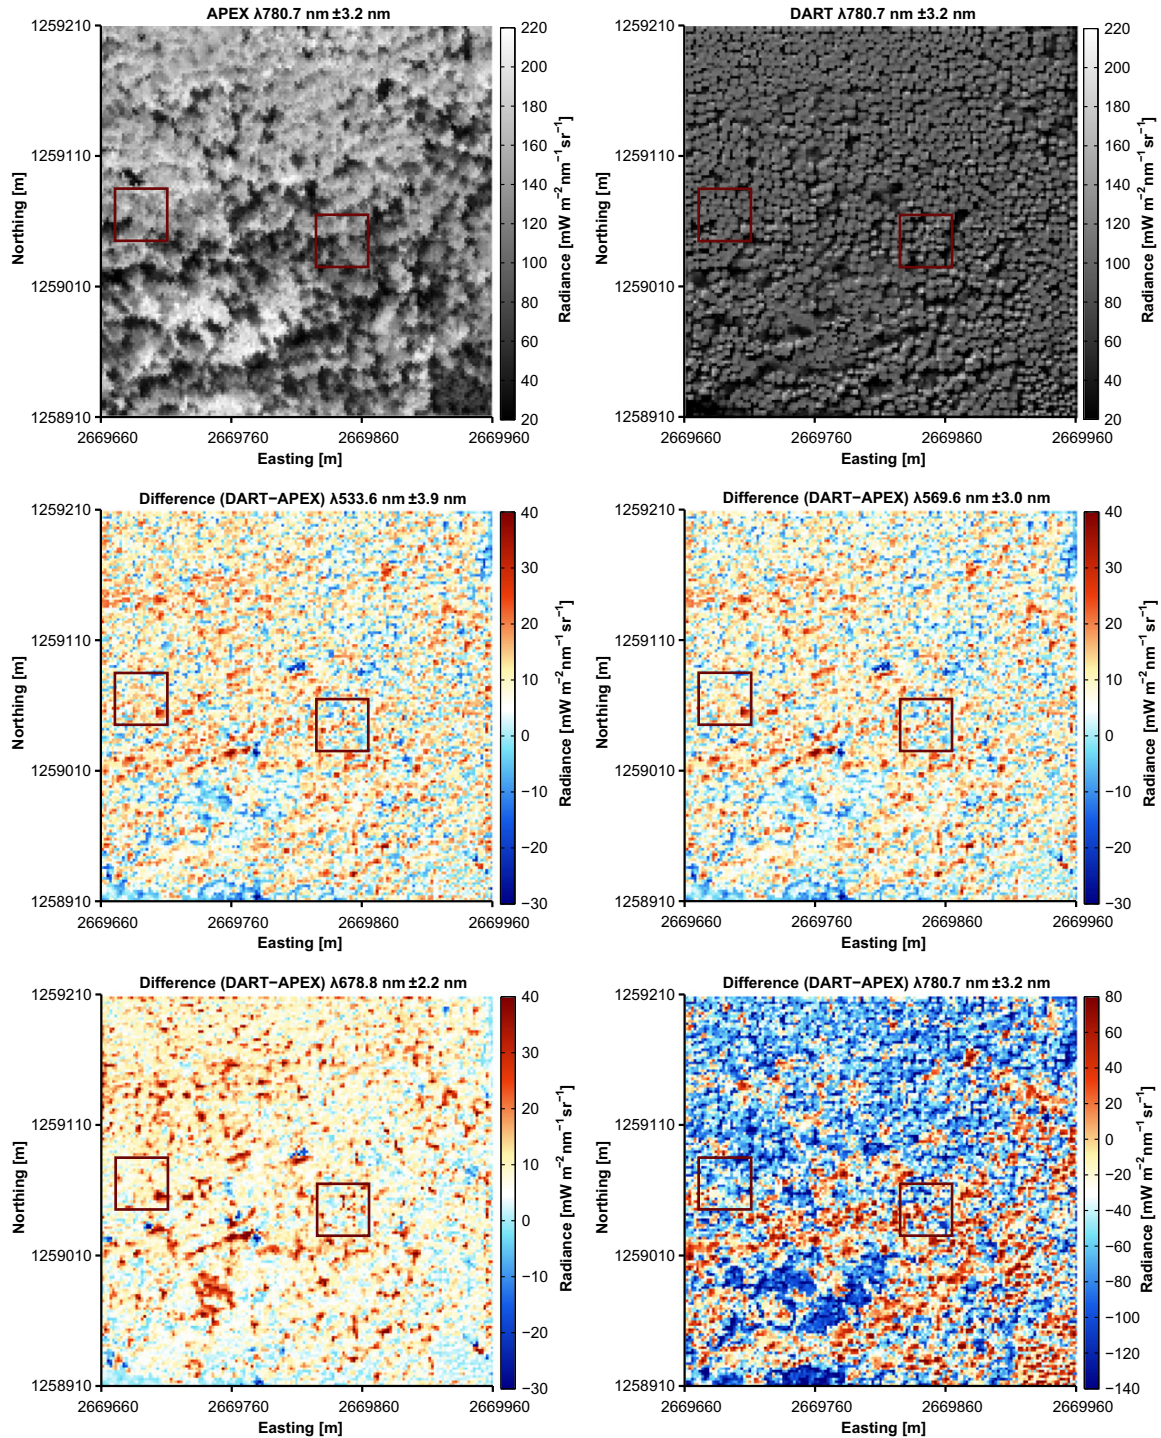 APEX λ780.7 nm ±3.2 nm
1259210
1259110
1259010
1258910
2669660 2669760 2669860 2669960
Northing [m]
Easting [m]
220
200
180
160
140
120
100
80
60
40
20
Radiance [mW m−2 nm−1 sr−1]
DART λ780.7 nm ±3.2 nm
1259210
1259110
1259010
1258910
2669660 2669760 2669860 2669960
Northing [m]
Easting [m]
220
200
180
160
140
120
100
80
60
40
20
Radiance [mW m−2 nm−1 sr−1]
Difference (DART−APEX) λ533.6 nm ±3.9 nm
1259210
1259110
1259010
1258910
2669660 2669760 2669860 2669960
Northing [m]
Easting [m]
40
30
20
10
0
−10
−20
−30
Radiance [mW m−2 nm−1 sr−1]
Difference (DART−APEX) λ569.6 nm ±3.0 nm
1259210
1259110
1259010
1258910
2669660 2669760 2669860 2669960
Northing [m]
Easting [m]
40
30
20
10
0
−10
−20
−30
Radiance [mW m−2 nm−1 sr−1]
Difference (DART−APEX) λ678.8 nm ±2.2 nm
1259210
1259110
1259010
1258910
2669660 2669760 2669860 2669960
Northing [m]
Easting [m]
40
30
20
10
0
−10
−20
−30
Radiance [mW m−2 nm−1 sr−1]
Difference (DART−APEX) λ780.7 nm ±3.2 nm
1259210
1259110
1259010
1258910
2669660 2669760 2669860 2669960
Northing [m]
Easting [m]
80
60
40
20
0
−20
−40
−60
−80
−100
−120
−140
Radiance [mW m−2 nm−1 sr−1]